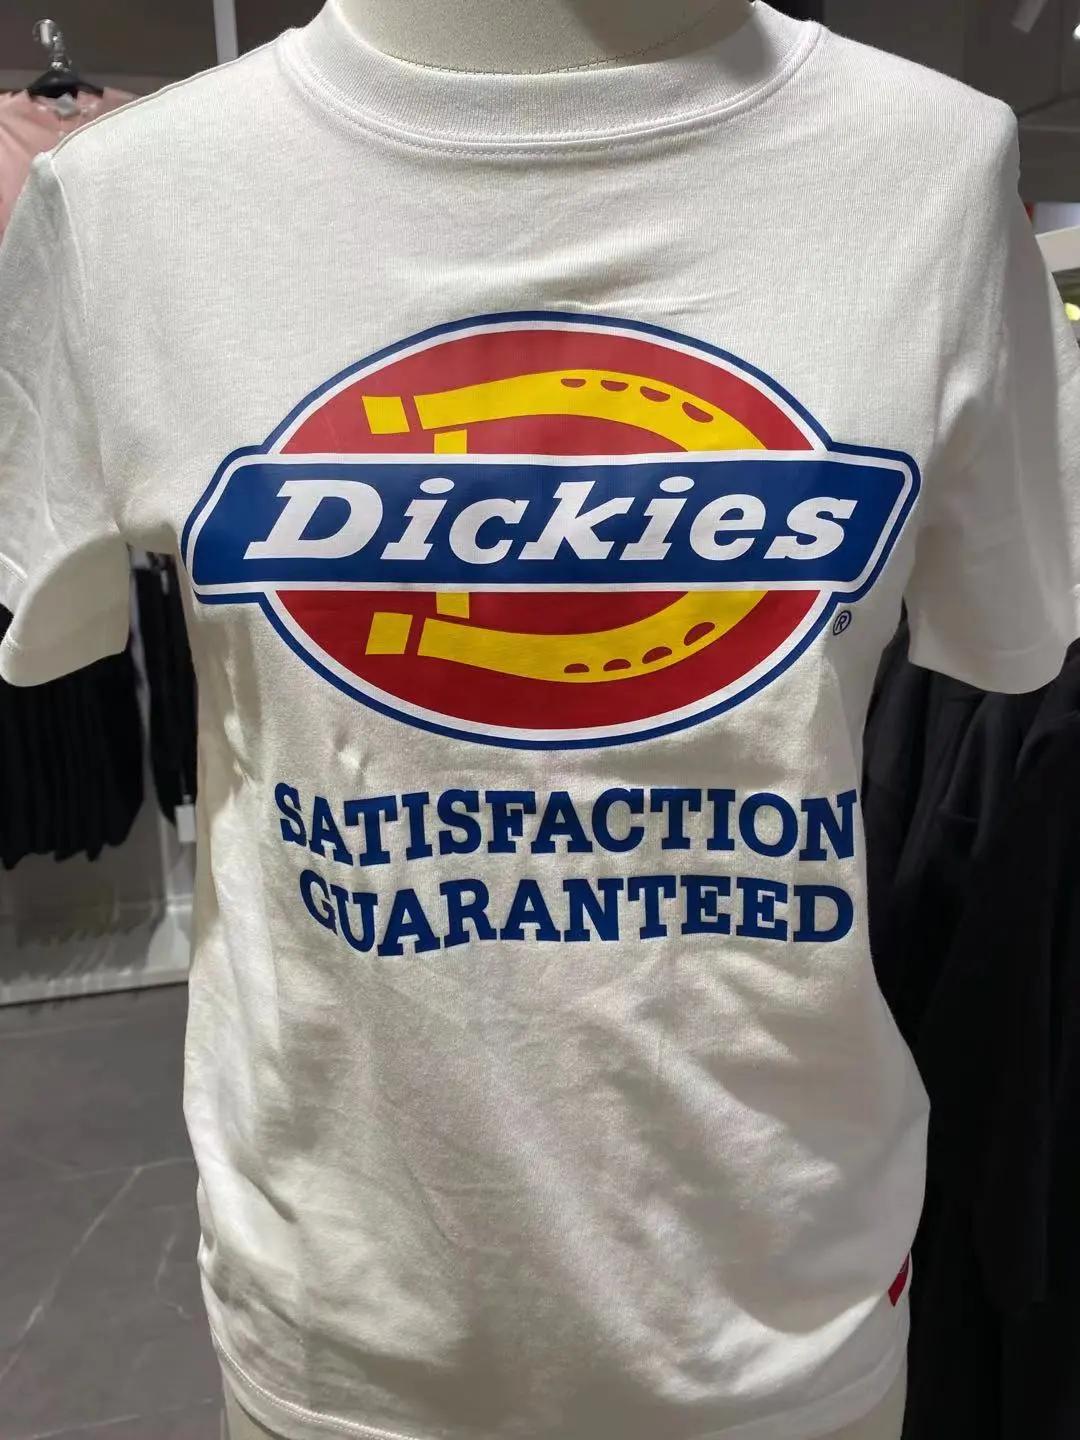 Dickies
®
SATISFACTION
GUARANTEED